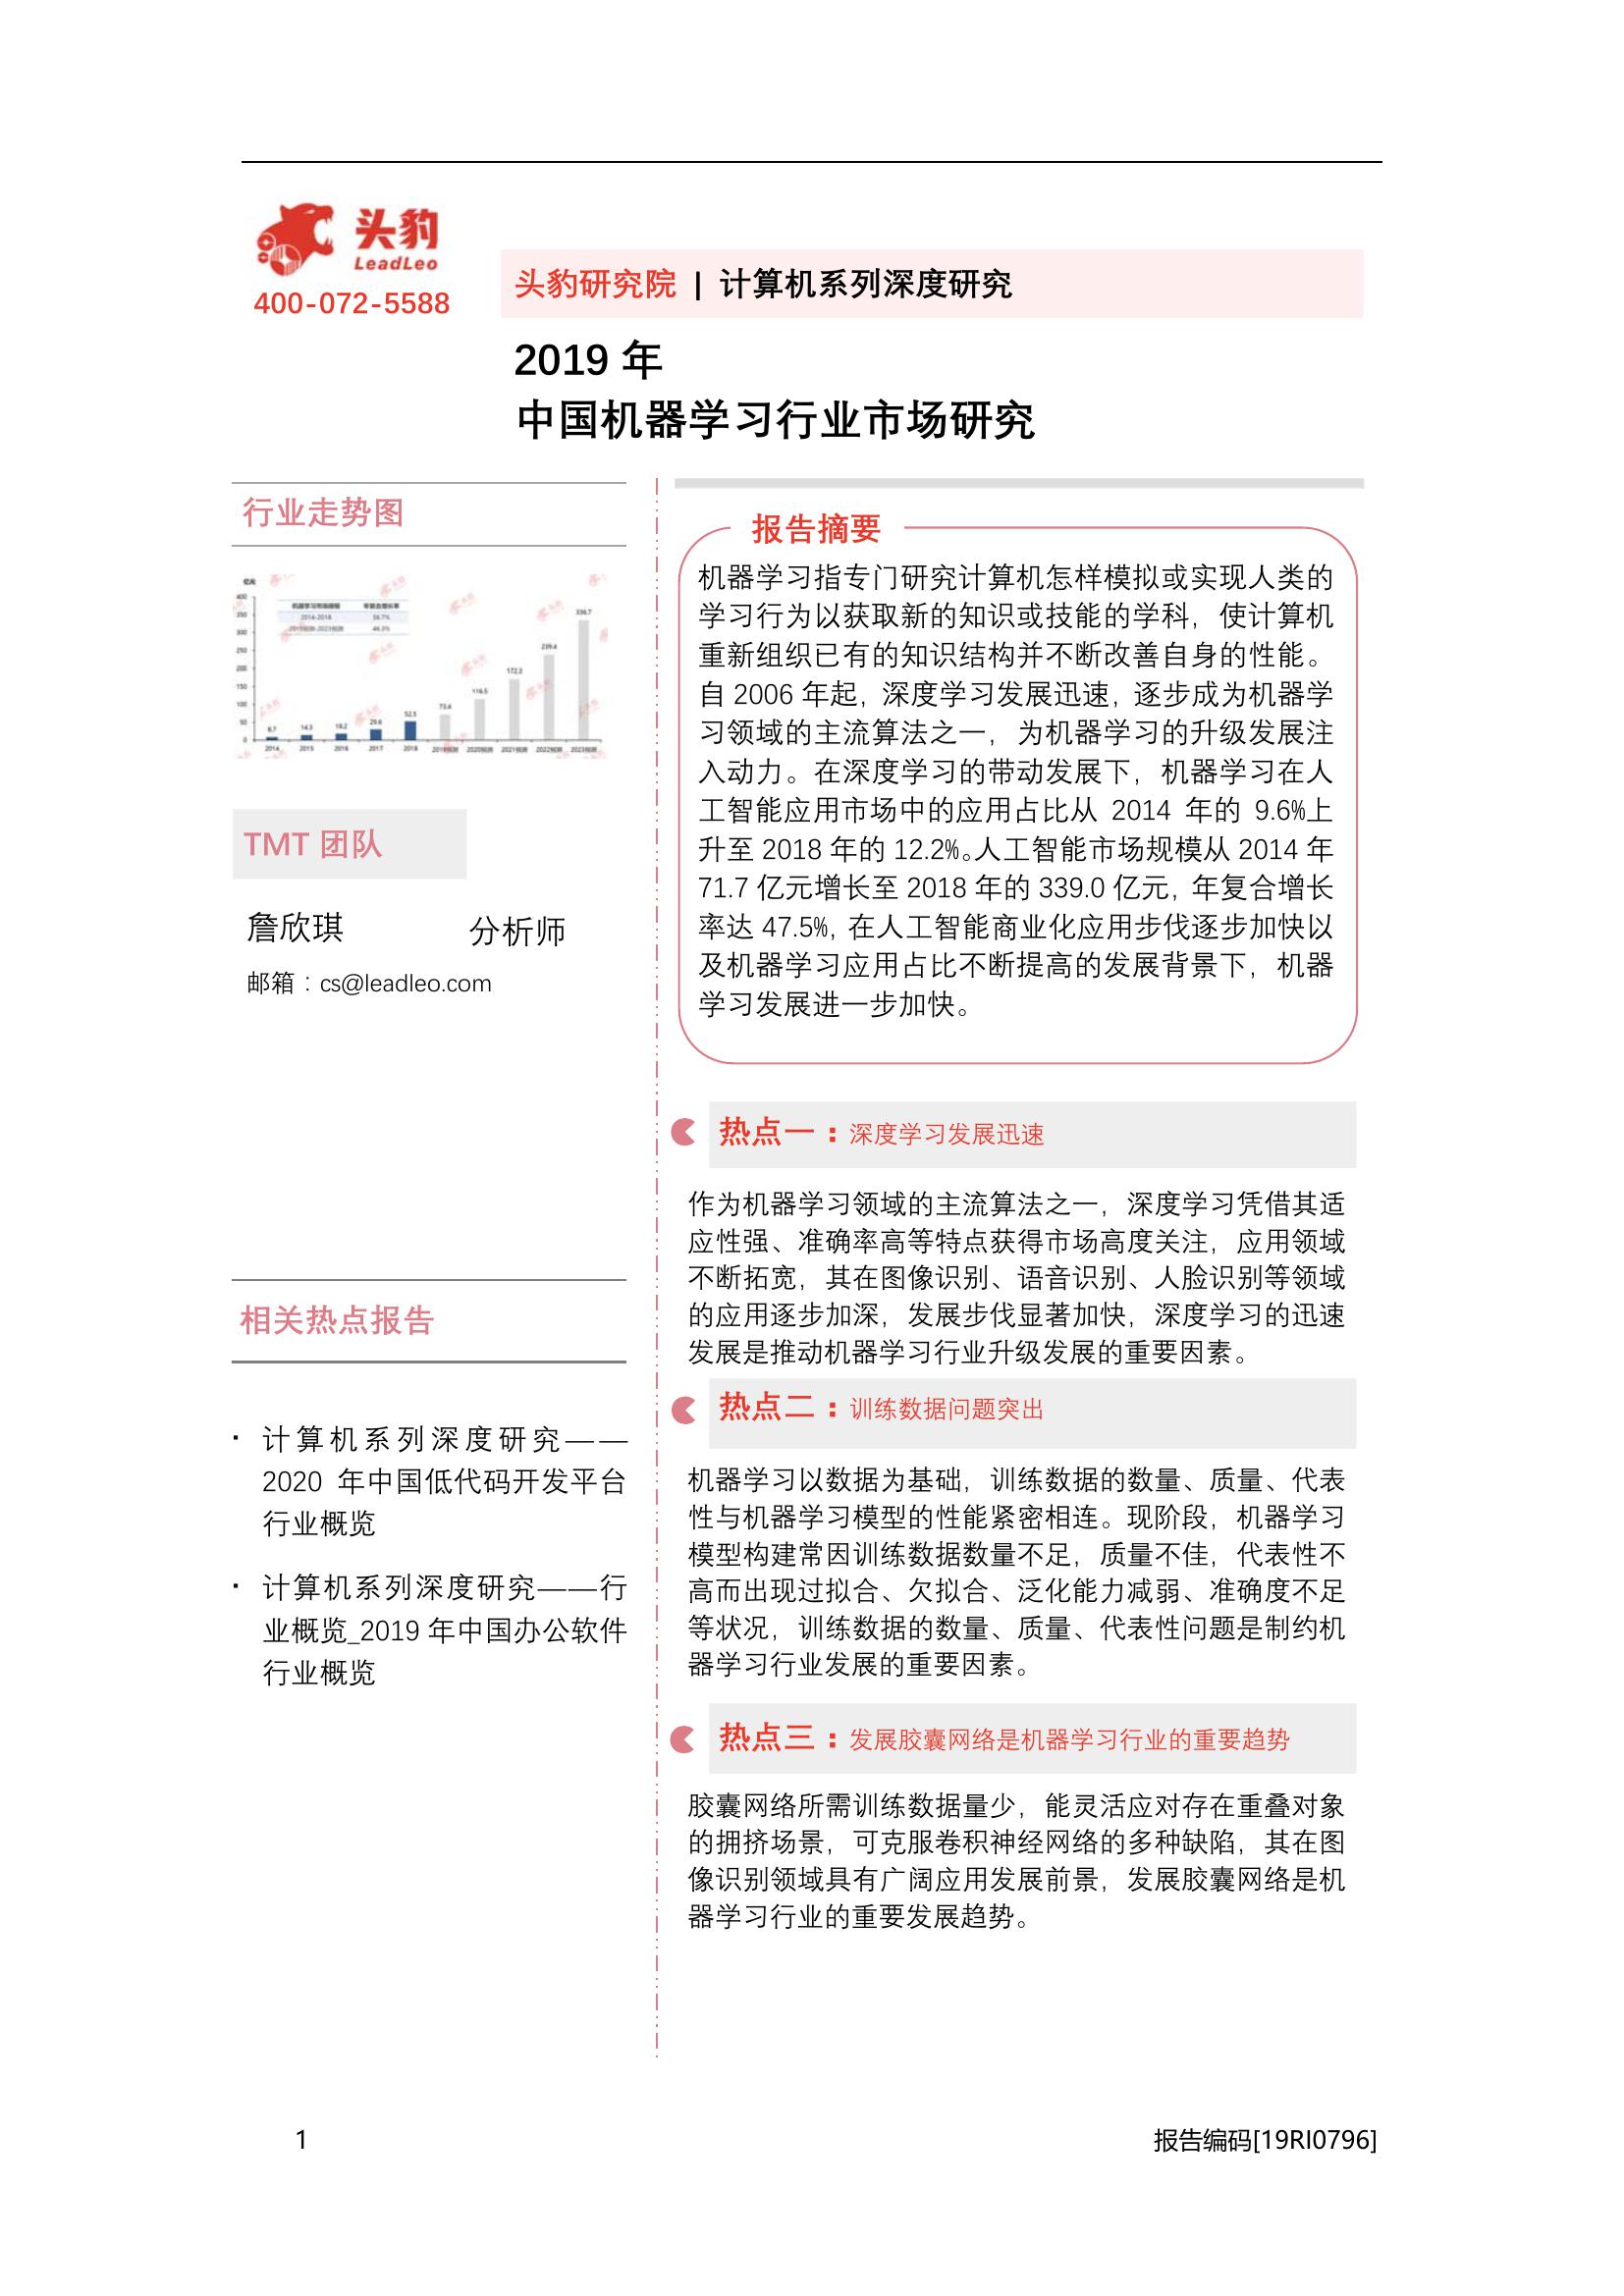 头豹
LeadLeo
400-072-5588
头豹研究院 | 计算机系列深度研究
2019 年
中国机器学习行业市场研究
行业走势图
亿元
机器学习市场规模 年复合增长率
2014-2018
2019预测-2023预测
400
350
300
250
200
150
100
50
0
14.3
52.5
73.4
116.5
172.3
239.4
336.7
2014 2015 2016 2017 2018 2019预测 2020预测 2021预测 2022预测 2023预测
TMT 团队
詹欣琪 分析师
邮箱：cs@leadleo.com
相关热点报告
· 计算机系列深度研究——
2020 年中国低代码开发平台
行业概览
· 计算机系列深度研究——行
业概览_2019 年中国办公软件
行业概览
报告摘要
机器学习指专门研究计算机怎样模拟或实现人类的
学习行为以获取新的知识或技能的学科，使计算机
重新组织已有的知识结构并不断改善自身的性能。
自 2006 年起，深度学习发展迅速，逐步成为机器学
习领域的主流算法之一，为机器学习的升级发展注
入动力。在深度学习的带动发展下，机器学习在人
工智能应用市场中的应用占比从 2014 年的 9.6%上
升至 2018 年的 12.2%。人工智能市场规模从 2014 年
71.7 亿元增长至 2018 年的 339.0 亿元，年复合增长
率达 47.5%，在人工智能商业化应用步伐逐步加快以
及机器学习应用占比不断提高的发展背景下，机器
学习发展进一步加快。
热点一：深度学习发展迅速
作为机器学习领域的主流算法之一，深度学习凭借其适
应性强、准确率高等特点获得市场高度关注，应用领域
不断拓宽，其在图像识别、语音识别、人脸识别等领域
的应用逐步加深，发展步伐显著加快，深度学习的迅速
发展是推动机器学习行业升级发展的重要因素。
热点二：训练数据问题突出
机器学习以数据为基础，训练数据的数量、质量、代表
性与机器学习模型的性能紧密相连。现阶段，机器学习
模型构建常因训练数据数量不足，质量不佳，代表性不
高而出现过拟合、欠拟合、泛化能力减弱、准确度不足
等状况，训练数据的数量、质量、代表性问题是制约机
器学习行业发展的重要因素。
热点三：发展胶囊网络是机器学习行业的重要趋势
胶囊网络所需训练数据量少，能灵活应对存在重叠对象
的拥挤场景，可克服卷积神经网络的多种缺陷，其在图
像识别领域具有广阔应用发展前景，发展胶囊网络是机
器学习行业的重要发展趋势。
1
报告编码[19RI0796]